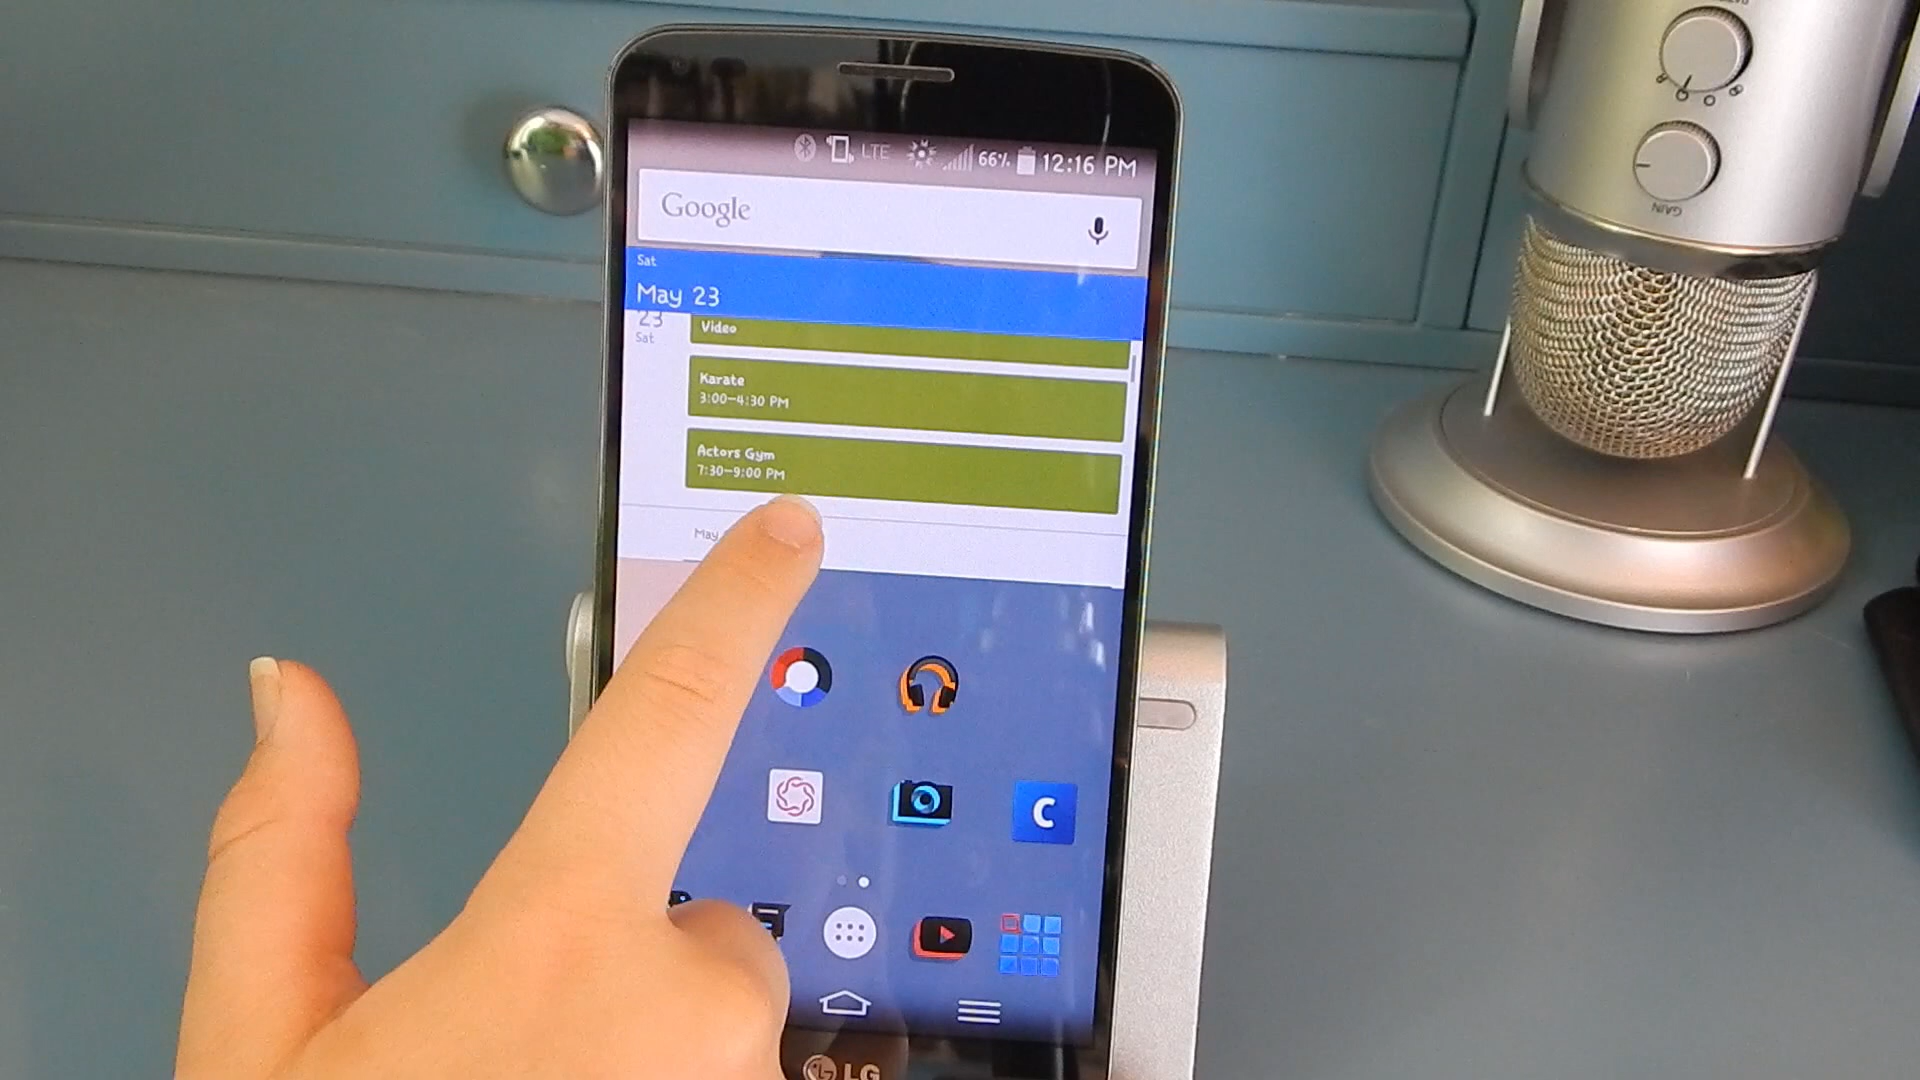 LTE 66% 12:16 PM
Google
Sat
May 23
23
Sat
Video
Karate
3:00–4:30 PM
Actors Gym
7:30–9:00 PM
May
C
LG
GAIN